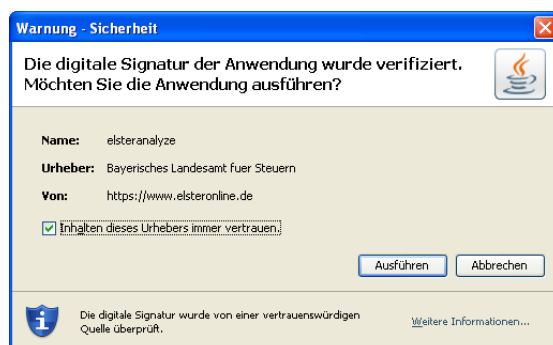 Warnung - Sicherheit
Die digitale Signatur der Anwendung wurde verifiziert.
Möchten Sie die Anwendung ausführen?
Name: elsteranalyze
Urheber: Bayerisches Landesamt fuer Steuern
Von: https://www.elsteronline.de
Inhalten dieses Urhebers immer vertrauen.
Ausführen Abbrechen
Die digitale Signatur wurde von einer vertrauenswürdigen
Quelle überprüft.
Weitere Informationen...